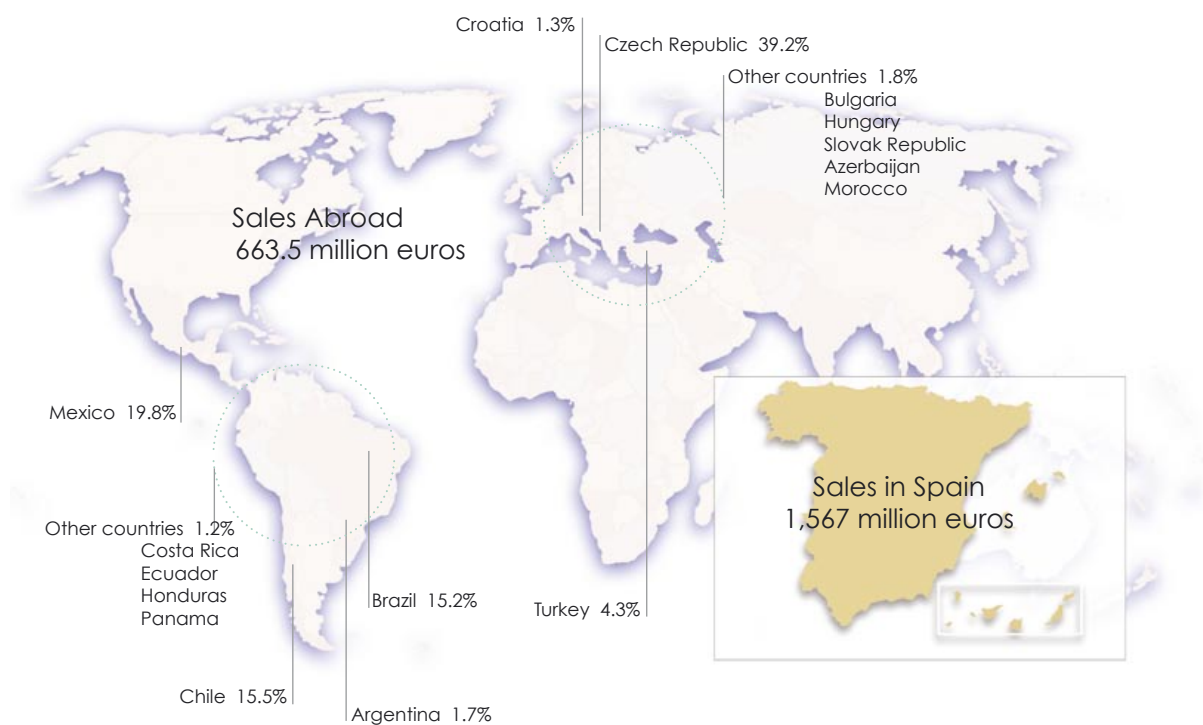 Croatia 1.3%
Czech Republic 39.2%
Other countries 1.8%
Bulgaria
Hungary
Slovak Republic
Azerbaijan
Morocco
Sales Abroad
663.5 million euros
Mexico 19.8%
Other countries 1.2%
Costa Rica
Ecuador
Honduras
Panama
Brazil 15.2%
Turkey 4.3%
Chile 15.5%
Argentina 1.7%
Sales in Spain
1,567 million euros